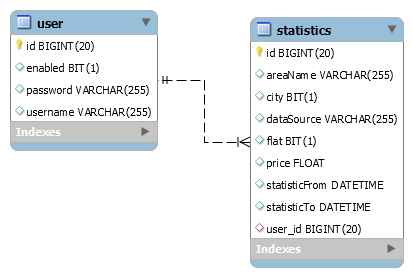 user
id BIGINT(20)
enabled BIT(1)
password VARCHAR(255)
username VARCHAR(255)
Indexes
statistics
id BIGINT(20)
areaName VARCHAR(255)
city BIT(1)
dataSource VARCHAR(255)
flat BIT(1)
price FLOAT
statisticFrom DATETIME
statisticTo DATETIME
user_id BIGINT(20)
Indexes